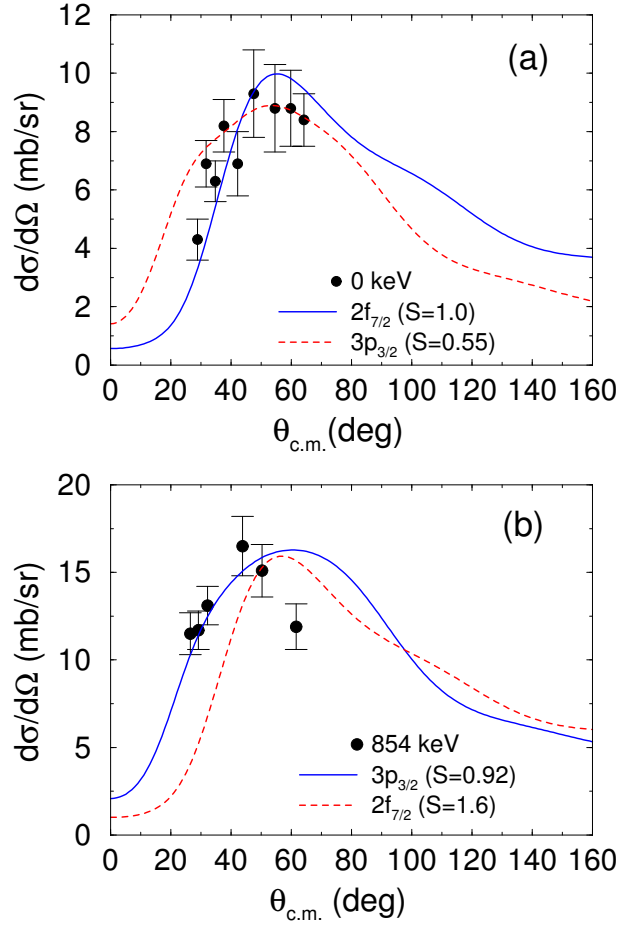 (a)
12
10
8
6
4
2
0
dσ/dΩ (mb/sr)
0 keV
2f7/2 (S=1.0)
3p3/2 (S=0.55)
0 20 40 60 80 100 120 140 160
θc.m.(deg)
(b)
20
15
10
5
0
dσ/dΩ (mb/sr)
854 keV
3p3/2 (S=0.92)
2f7/2 (S=1.6)
0 20 40 60 80 100 120 140 160
θc.m. (deg)